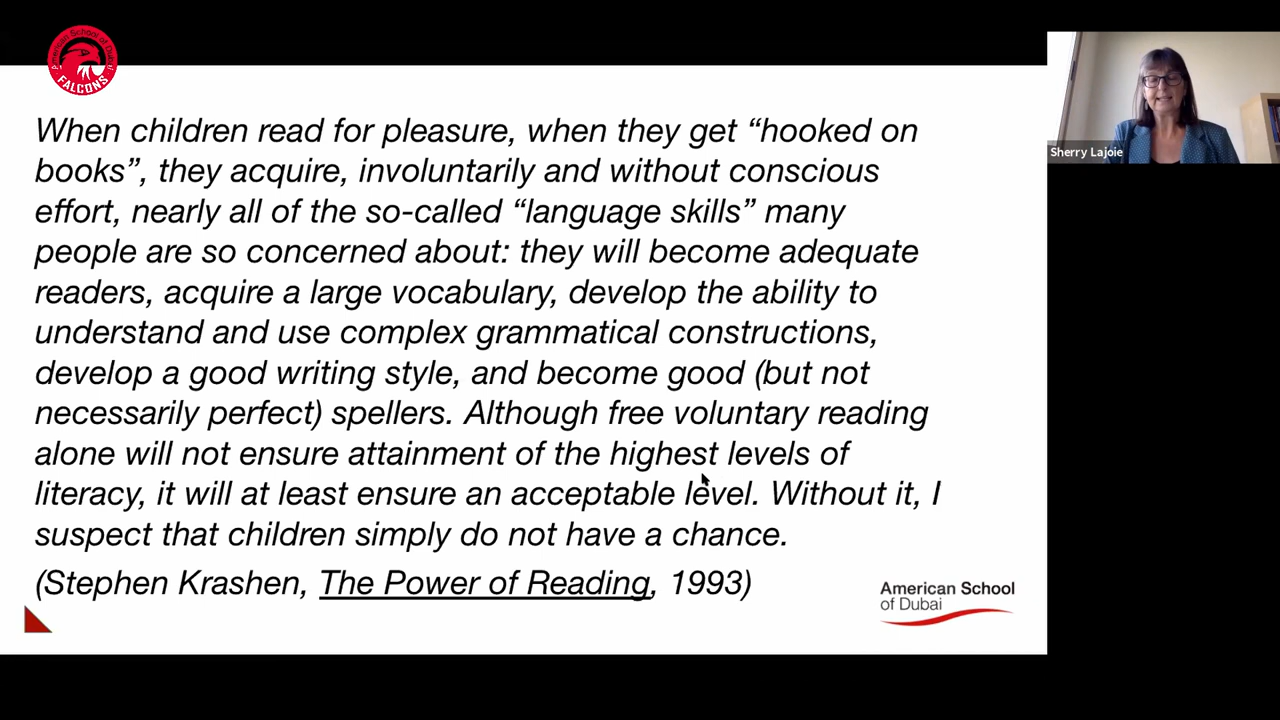 American School of Dubai
FALCONS
When children read for pleasure, when they get “hooked on
books”, they acquire, involuntarily and without conscious
effort, nearly all of the so-called “language skills” many
people are so concerned about: they will become adequate
readers, acquire a large vocabulary, develop the ability to
understand and use complex grammatical constructions,
develop a good writing style, and become good (but not
necessarily perfect) spellers. Although free voluntary reading
alone will not ensure attainment of the highest levels of
literacy, it will at least ensure an acceptable level. Without it, I
suspect that children simply do not have a chance.
(Stephen Krashen, The Power of Reading, 1993)
American School
of Dubai
Sherry Lajoie